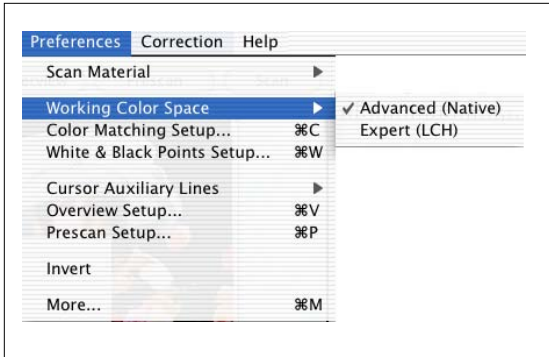 Preferences Correction Help
Scan Material
Working Color Space
Color Matching Setup... ⌘C
White & Black Points Setup... ⌘W
Cursor Auxiliary Lines
Overview Setup... ⌘V
Prescan Setup... ⌘P
Invert
More... ⌘M
✓ Advanced (Native)
Expert (LCH)